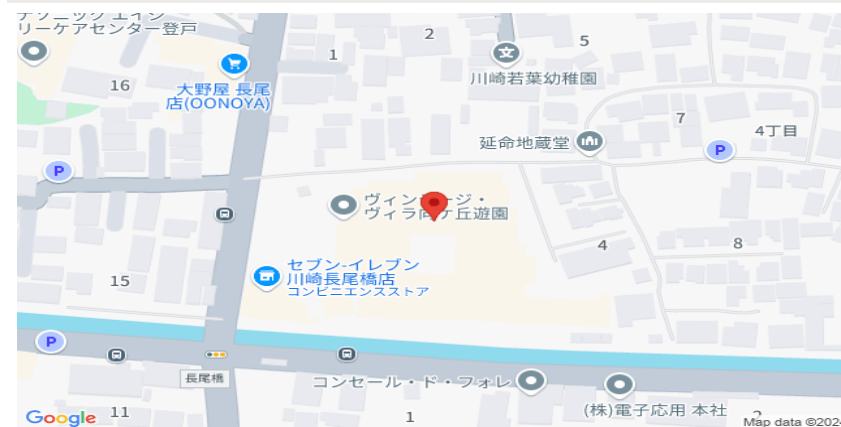 リーケアセンター登戸
2
1
5
川崎若葉幼稚園
16
大野屋 長尾
店(OONOYA)
7
4丁目
延命地蔵堂
P
P
ヴィンテージ・
ヴィラ向ケ丘遊園
4
8
セブン-イレブン
川崎長尾橋店
コンビニエンスストア
15
P
長尾橋
コンセール・ド・フォレ
(株)電子応用 本社
Google
11
1
Map data ©2024